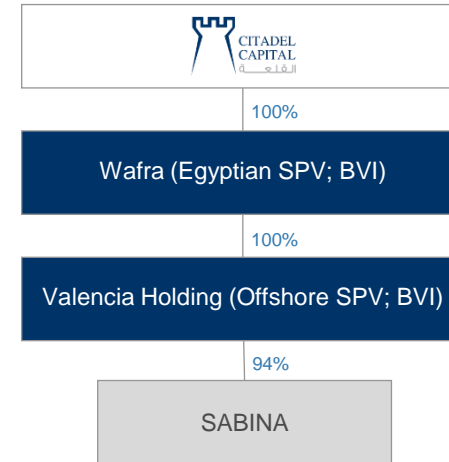 CITADEL
CAPITAL
القلعة
100%
Wafra (Egyptian SPV; BVI)
100%
Valencia Holding (Offshore SPV; BVI)
94%
SABINA